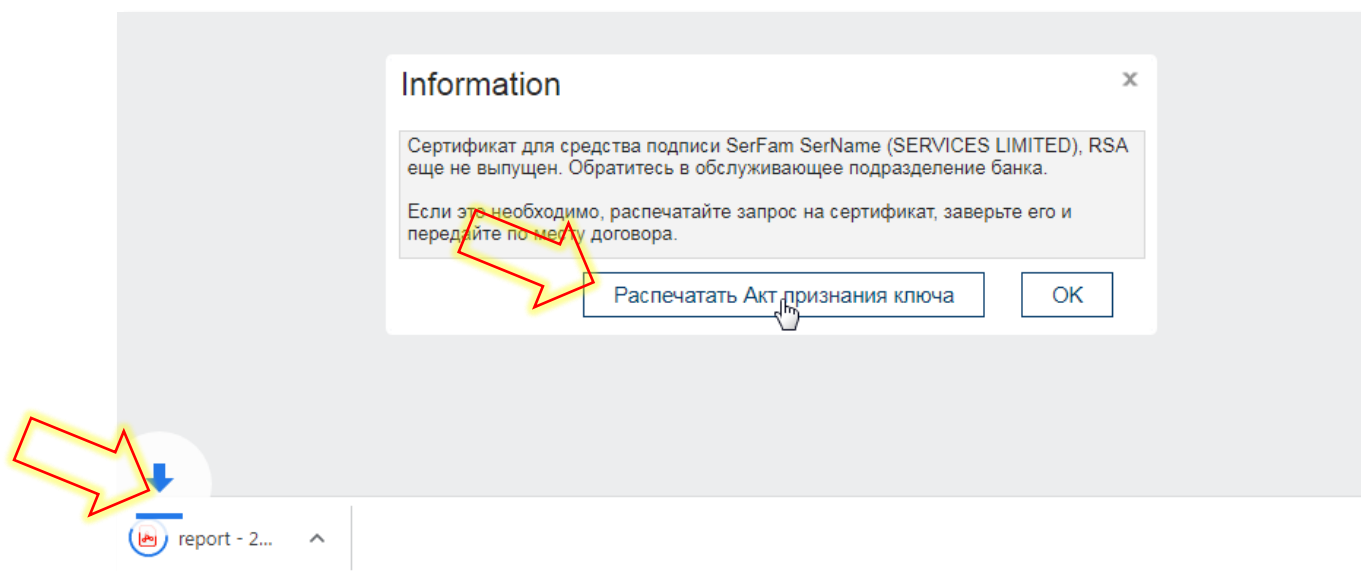 Information
x
Сертификат для средства подписи SerFam SerName (SERVICES LIMITED), RSA
еще не выпущен. Обратитесь в обслуживающее подразделение банка.
Если это необходимо, распечатайте запрос на сертификат, заверьте его и
передайте по месту договора.
Распечатать Акт признания ключа
OK
report - 2...